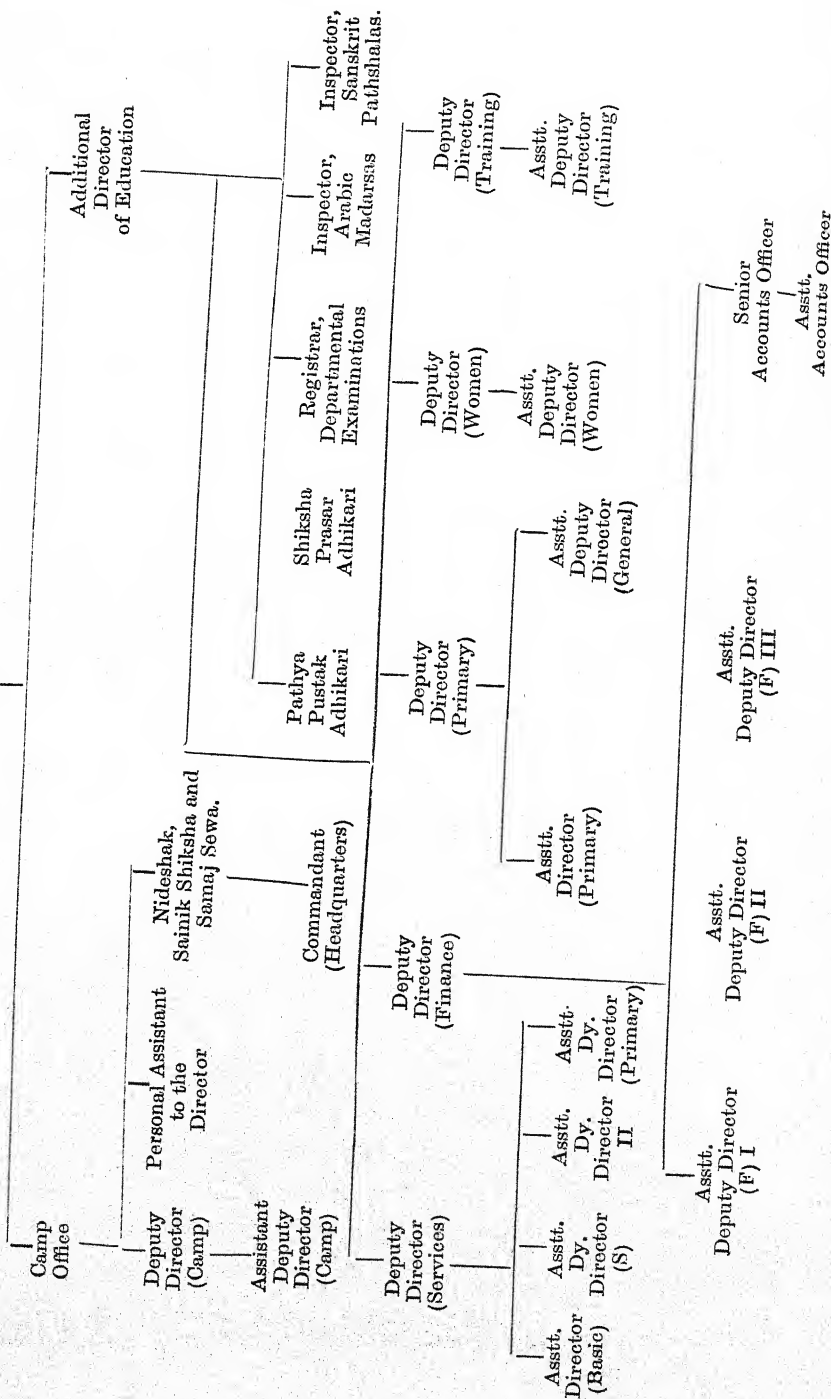 Camp
Office
Additional
Director
of Education
Deputy
Director
(Camp)
Personal Assistant
to the
Director
Nideshak,
Sainik Shiksha and
Samaj Sewa.
Assistant
Deputy
Director
(Camp)
Commandant
(Headquarters)
Pathya
Pustak
Adhikari
Shiksha
Prasar
Adhikari
Registrar,
Departmental
Examinations
Inspector,
Arabic
Madarsas
Inspector,
Sanskrit
Pathshalas.
Deputy
Director
(Services)
Deputy
Director
(Finance)
Deputy
Director
(Primary)
Deputy
Director
(Women)
Deputy
Director
(Training)
Asstt.
Director
(Basic)
Asstt.
Dy.
Director
(S)
Asstt.
Dy.
Director
II
Asstt.
Dy.
Director
(Primary)
Asstt.
Director
(Primary)
Asstt.
Deputy
Director
(General)
Asstt.
Deputy
Director
(Women)
Asstt.
Deputy
Director
(Training)
Asstt.
Deputy Director
(F) I
Asstt.
Deputy Director
(F) II
Asstt.
Deputy Director
(F) III
Senior
Accounts Officer
Asstt.
Accounts Officer